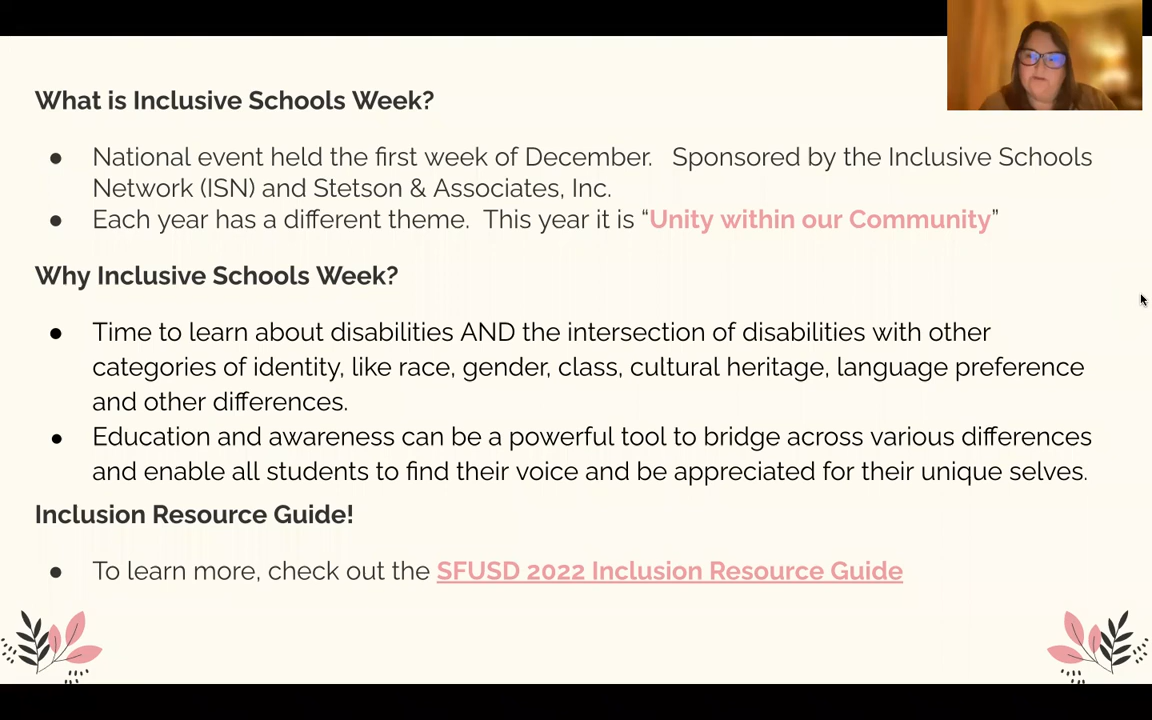 What is Inclusive Schools Week?
● National event held the first week of December. Sponsored by the Inclusive Schools
Network (ISN) and Stetson & Associates, Inc.
● Each year has a different theme. This year it is “Unity within our Community”
Why Inclusive Schools Week?
● Time to learn about disabilities AND the intersection of disabilities with other
categories of identity, like race, gender, class, cultural heritage, language preference
and other differences.
● Education and awareness can be a powerful tool to bridge across various differences
and enable all students to find their voice and be appreciated for their unique selves.
Inclusion Resource Guide!
● To learn more, check out the SFUSD 2022 Inclusion Resource Guide